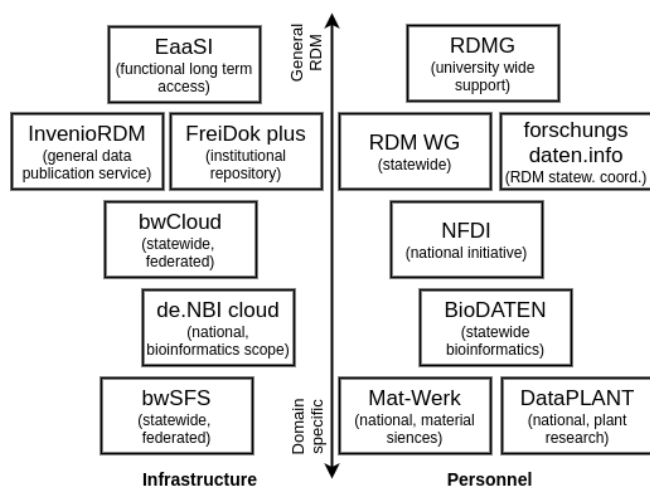 EaaSI
(functional long term
access)
General
RDM
RDMG
(university wide
support)
InvenioRDM
(general data
publication service)
FreiDok plus
(institutional
repository)
RDM WG
(statewide)
forschungs
daten.info
(RDM statew. coord.)
bwCloud
(statewide,
federated)
NFDI
(national initiative)
de.NBI cloud
(national,
bioinformatics scope)
BioDATEN
(statewide
bioinformatics)
bwSFS
(statewide,
federated)
Domain
specific
Mat-Werk
(national, material
siences)
DataPLANT
(national, plant
research)
Infrastructure
Personnel